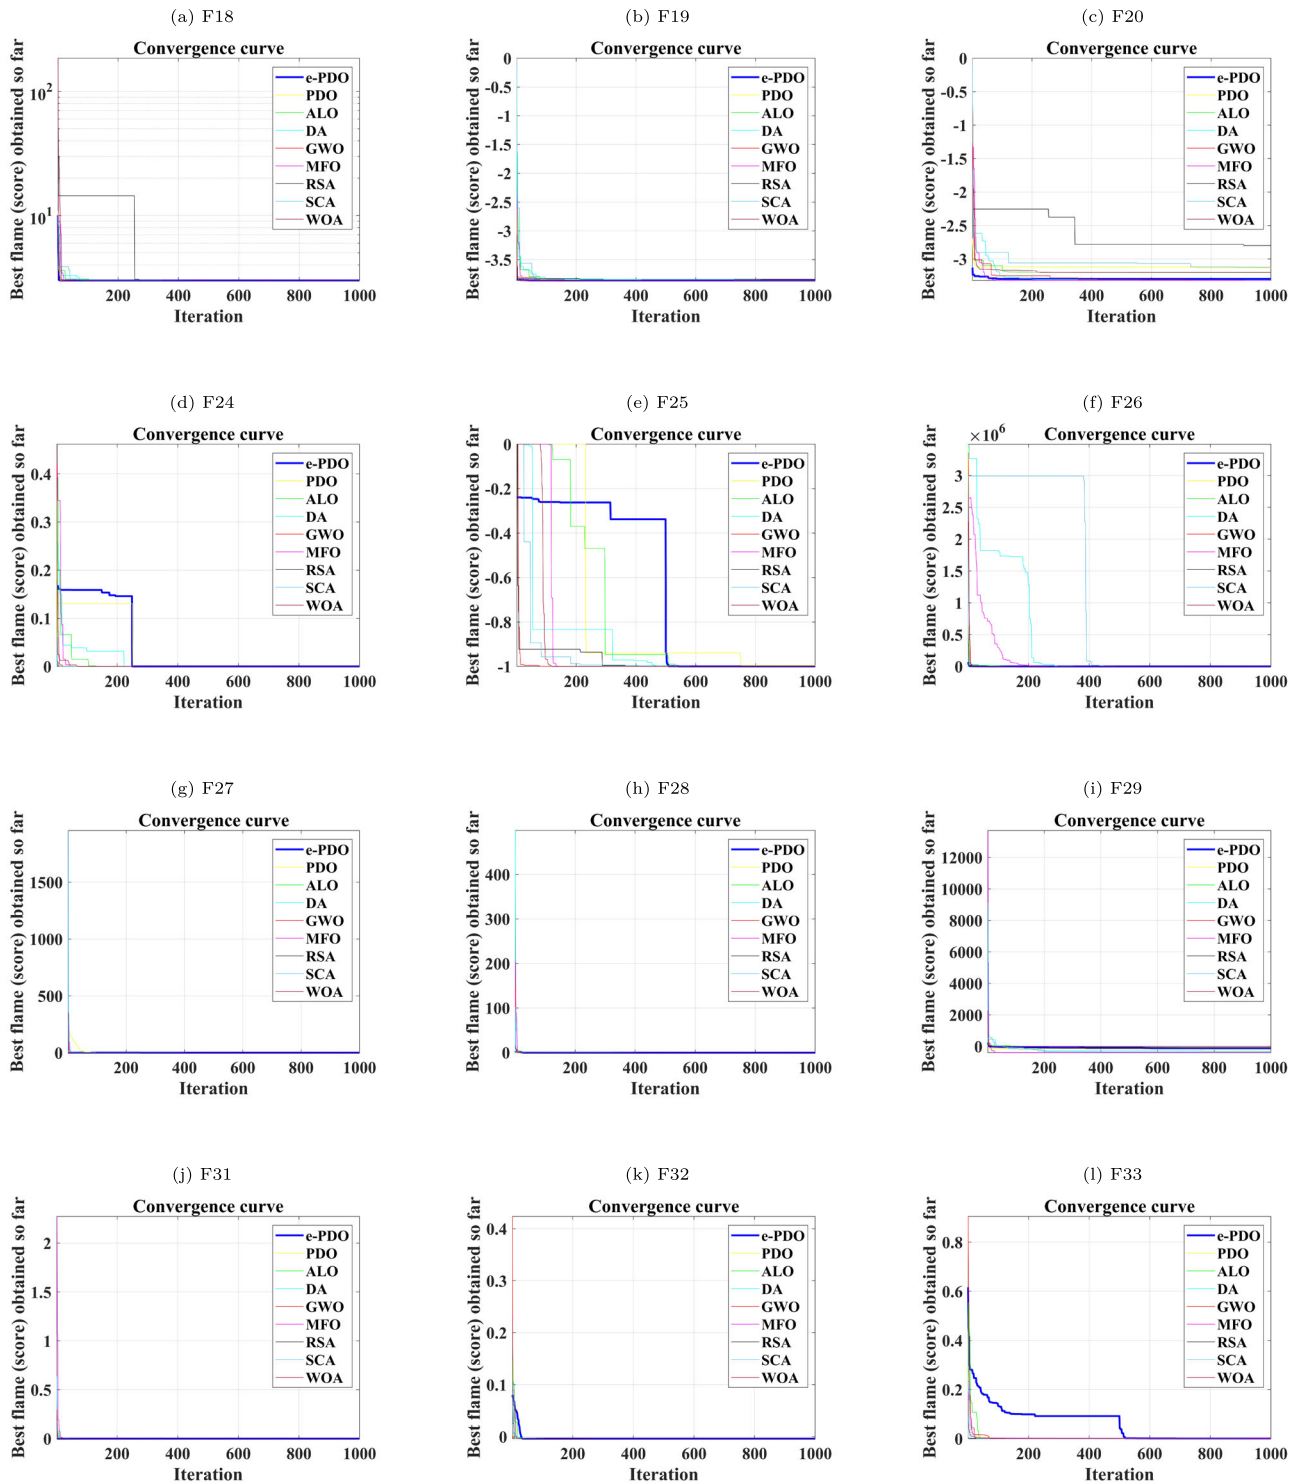 (a) F18
Convergence curve
Best flame (score) obtained so far
10²
10¹
200 400 600 800 1000
Iteration
e-PDO
PDO
ALO
DA
GWO
MFO
RSA
SCA
WOA
(b) F19
Convergence curve
Best flame (score) obtained so far
0
-0.5
-1
-1.5
-2
-2.5
-3
-3.5
200 400 600 800 1000
Iteration
e-PDO
PDO
ALO
DA
GWO
MFO
RSA
SCA
WOA
(c) F20
Convergence curve
Best flame (score) obtained so far
0
-0.5
-1
-1.5
-2
-2.5
-3
200 400 600 800 1000
Iteration
e-PDO
PDO
ALO
DA
GWO
MFO
RSA
SCA
WOA
(d) F24
Convergence curve
Best flame (score) obtained so far
0.4
0.3
0.2
0.1
0
200 400 600 800 1000
Iteration
e-PDO
PDO
ALO
DA
GWO
MFO
RSA
SCA
WOA
(e) F25
Convergence curve
Best flame (score) obtained so far
0
-0.2
-0.4
-0.6
-0.8
-1
200 400 600 800 1000
Iteration
e-PDO
PDO
ALO
DA
GWO
MFO
RSA
SCA
WOA
(f) F26
×10⁶
Convergence curve
Best flame (score) obtained so far
3
2.5
2
1.5
1
0.5
0
200 400 600 800 1000
Iteration
e-PDO
PDO
ALO
DA
GWO
MFO
RSA
SCA
WOA
(g) F27
Convergence curve
Best flame (score) obtained so far
1500
1000
500
0
200 400 600 800 1000
Iteration
e-PDO
PDO
ALO
DA
GWO
MFO
RSA
SCA
WOA
(h) F28
Convergence curve
Best flame (score) obtained so far
400
300
200
100
0
200 400 600 800 1000
Iteration
e-PDO
PDO
ALO
DA
GWO
MFO
RSA
SCA
WOA
(i) F29
Convergence curve
Best flame (score) obtained so far
12000
10000
8000
6000
4000
2000
0
200 400 600 800 1000
Iteration
e-PDO
PDO
ALO
DA
GWO
MFO
RSA
SCA
WOA
(j) F31
Convergence curve
Best flame (score) obtained so far
2
1.5
1
0.5
0
200 400 600 800 1000
Iteration
e-PDO
PDO
ALO
DA
GWO
MFO
RSA
SCA
WOA
(k) F32
Convergence curve
Best flame (score) obtained so far
0.4
0.3
0.2
0.1
0
200 400 600 800 1000
Iteration
e-PDO
PDO
ALO
DA
GWO
MFO
RSA
SCA
WOA
(l) F33
Convergence curve
Best flame (score) obtained so far
0.8
0.6
0.4
0.2
0
200 400 600 800 1000
Iteration
e-PDO
PDO
ALO
DA
GWO
MFO
RSA
SCA
WOA